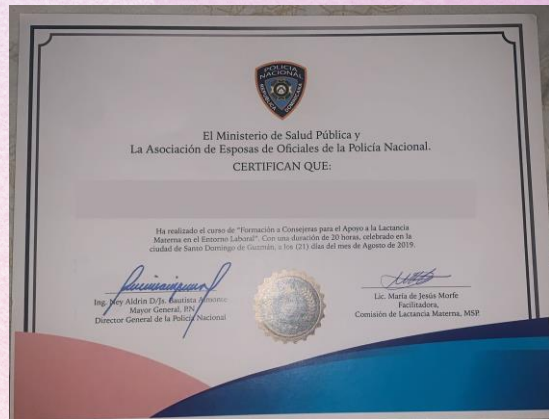 POLICIA
NACIONAL
El Ministerio de Salud Pública y
La Asociación de Esposas de Oficiales de la Policía Nacional.
CERTIFICAN QUE:
Ha realizado el curso de "Formación a Consejeras para el Apoyo a la Lactancia
Materna en el Entorno Laboral". Con una duración de 20 horas, celebrado en la
ciudad de Santo Domingo de Guzmán, a los (21) días del mes de Agosto de 2019.
Ing. Ney Aldrin D/Js. Bautista Almonte
Mayor General, P.N.
Director General de la Policía Nacional
Lic. María de Jesús Morfe
Facilitadora,
Comisión de Lactancia Materna, MSP.